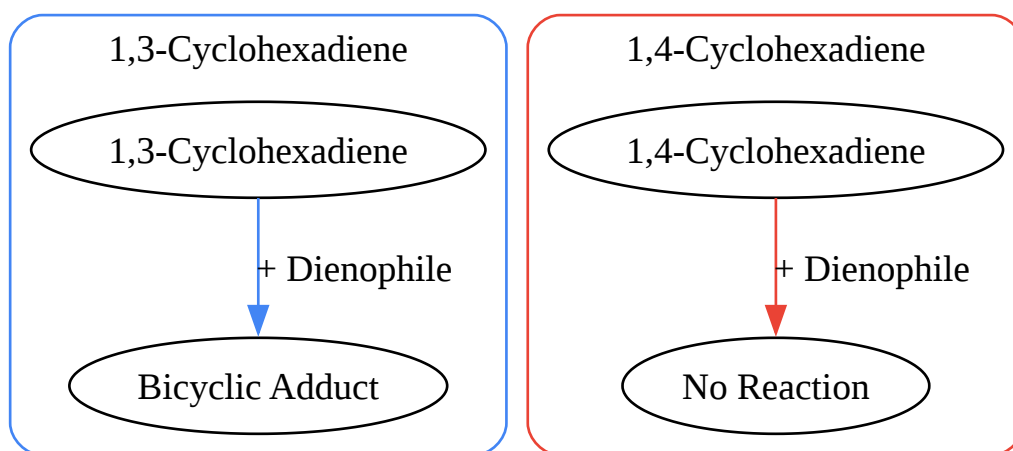 1,3-Cyclohexadiene
1,3-Cyclohexadiene
+ Dienophile
Bicyclic Adduct
1,4-Cyclohexadiene
1,4-Cyclohexadiene
+ Dienophile
No Reaction